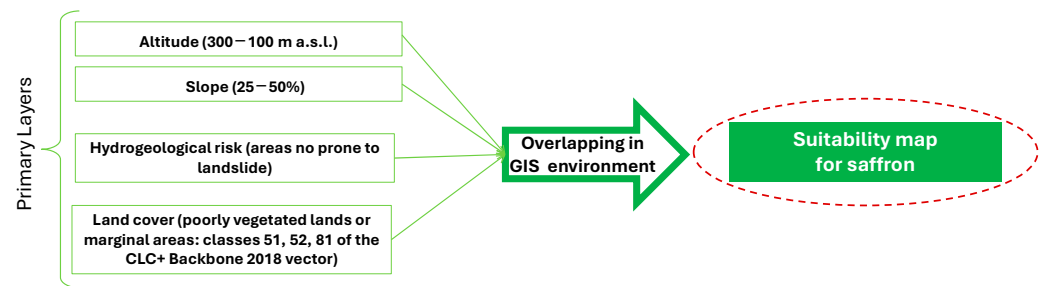 Primary Layers
Altitude (300−100 m a.s.l.)
Slope (25−50%)
Hydrogeological risk (areas no prone to
landslide)
Land cover (poorly vegetated lands or
marginal areas: classes 51, 52, 81 of the
CLC+ Backbone 2018 vector)
Overlapping in
GIS environment
Suitability map
for saffron